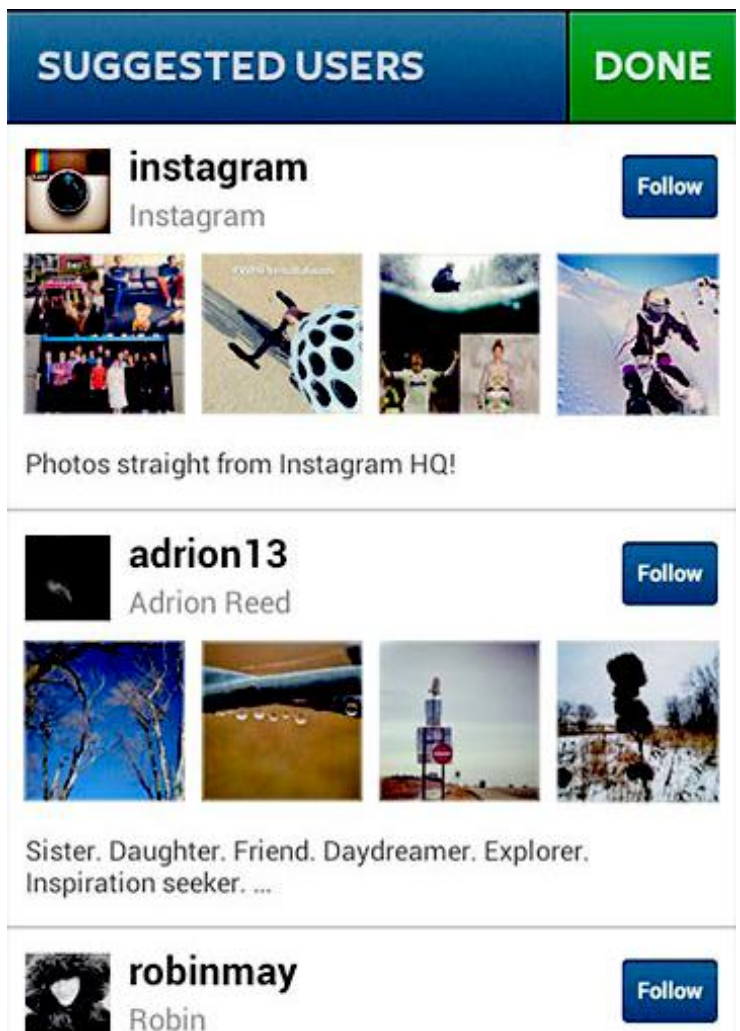 SUGGESTED USERS DONE
instagram
Instagram
Follow
Photos straight from Instagram HQ!
adrion13
Adrion Reed
Follow
Sister. Daughter. Friend. Daydreamer. Explorer.
Inspiration seeker. ...
robinmay
Robin
Follow